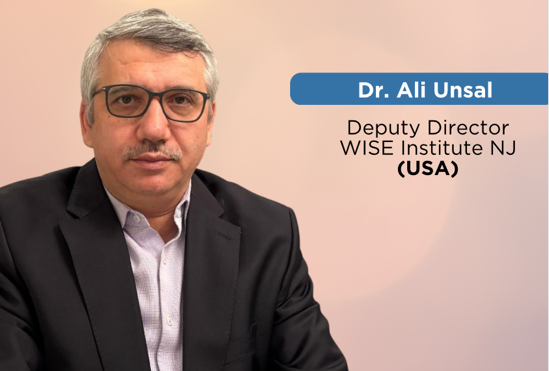 Dr. Ali Unsal
Deputy Director
WISE Institute NJ
(USA)